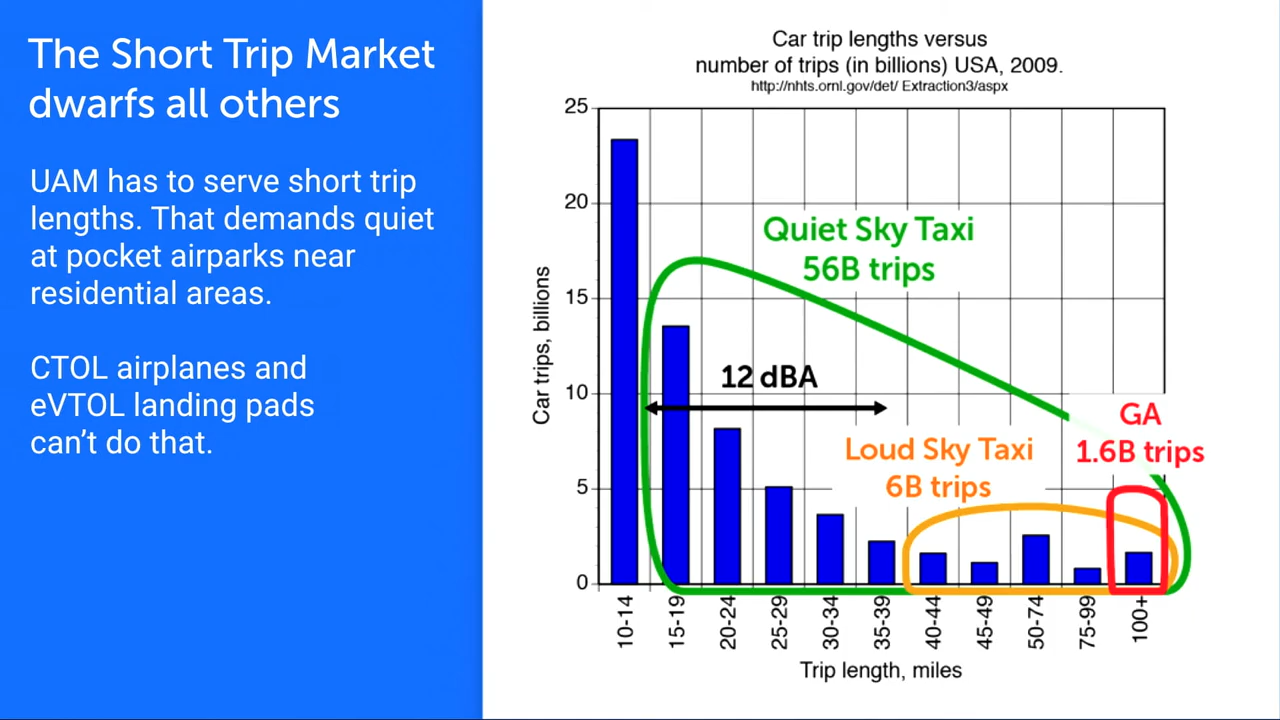 The Short Trip Market
dwarfs all others
UAM has to serve short trip
lengths. That demands quiet
at pocket airparks near
residential areas.
CTOL airplanes and
eVTOL landing pads
can't do that.
Car trip lengths versus
number of trips (in billions) USA, 2009.
http://nhts.ornl.gov/det/ Extraction3/aspx
Car trips, billions
25
20
15
10
5
0
Quiet Sky Taxi
56B trips
12 dBA
Loud Sky Taxi
6B trips
GA
1.6B trips
10-14
15-19
20-24
25-29
30-34
35-39
40-44
45-49
50-74
75-99
100+
Trip length, miles